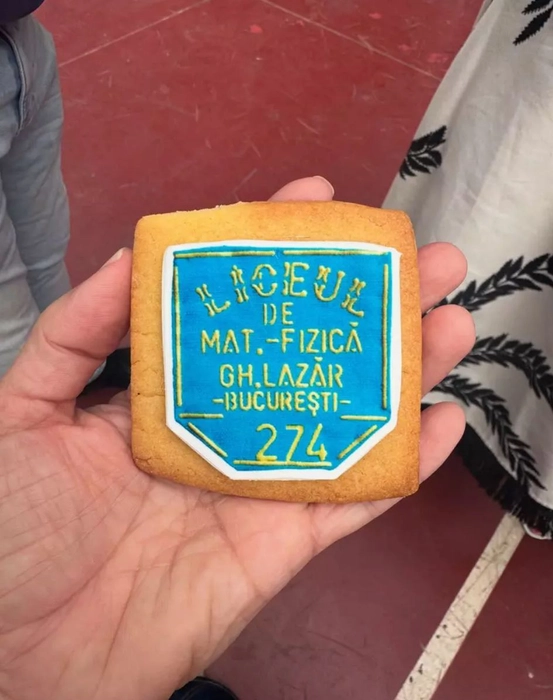 LICEUL
DE
MAT.-FIZICĂ
GH.LAZĂR
-BUCUREŞTI-
274